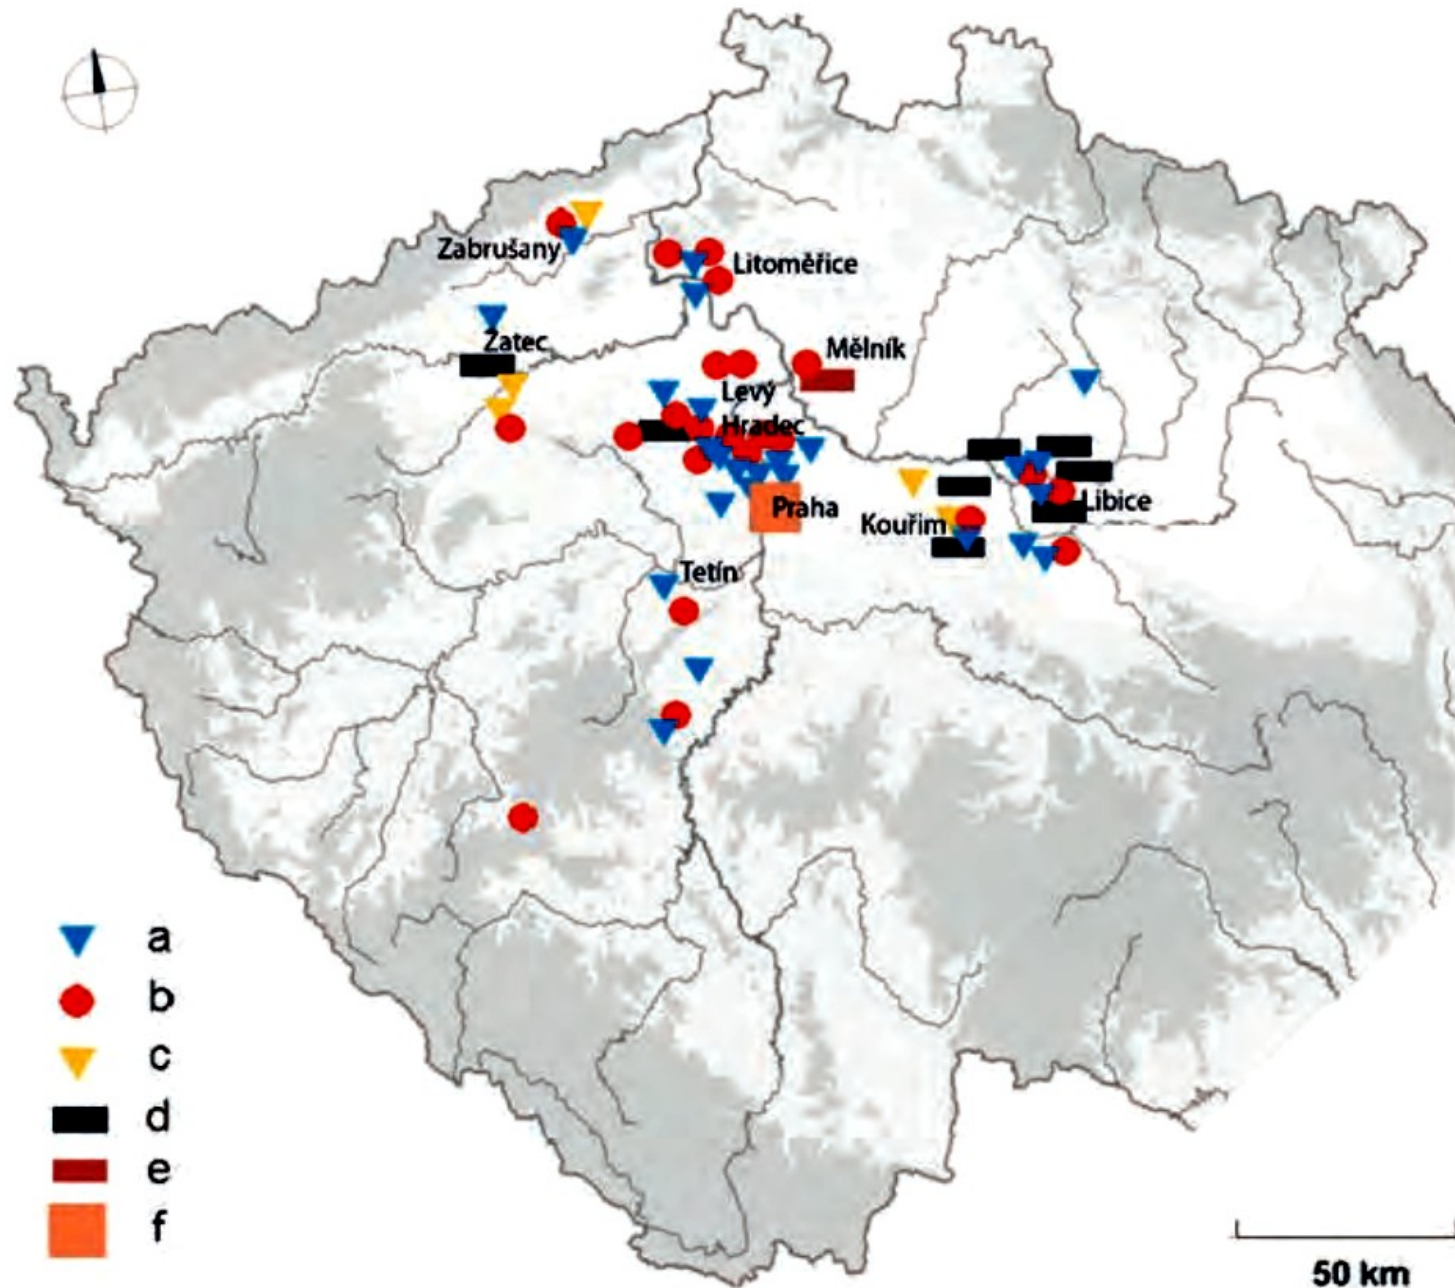 Zabrušany
Litoměřice
Žatec
Mělník
Levý
Hradec
Praha
Kouřim
Libice
Tetín
a
b
c
d
e
f
50 km